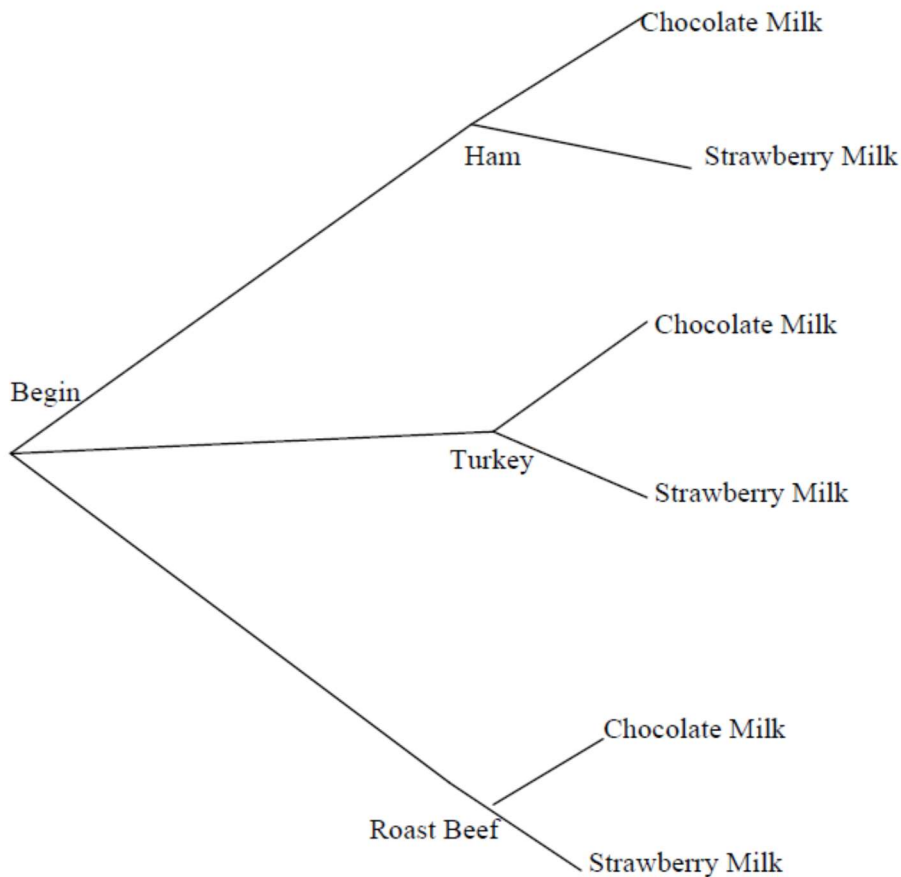 Chocolate Milk
Ham
Strawberry Milk
Chocolate Milk
Begin
Turkey
Strawberry Milk
Chocolate Milk
Roast Beef
Strawberry Milk